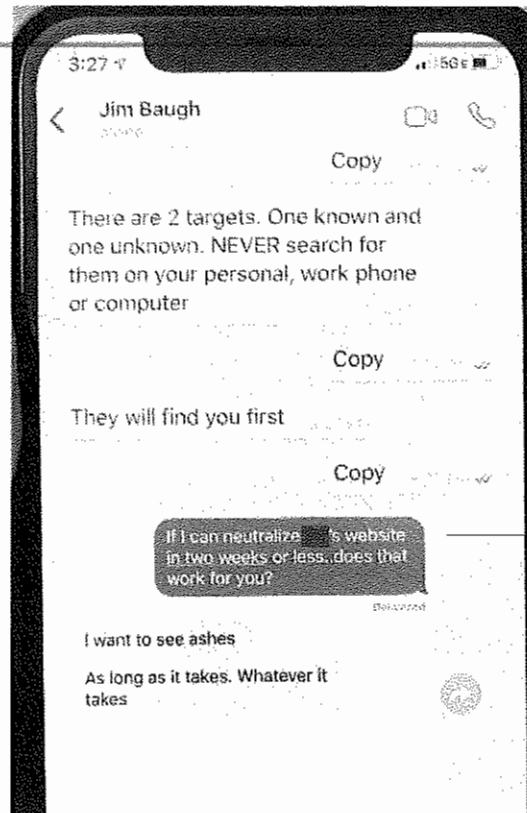 3:27
5G
Jim Baugh
Copy
There are 2 targets. One known and
one unknown. NEVER search for
them on your personal, work phone
or computer
Copy
They will find you first
Copy
If I can neutralize 's website
in two weeks or less..does that
work for you?
Delivered
I want to see ashes
As long as it takes. Whatever it
takes